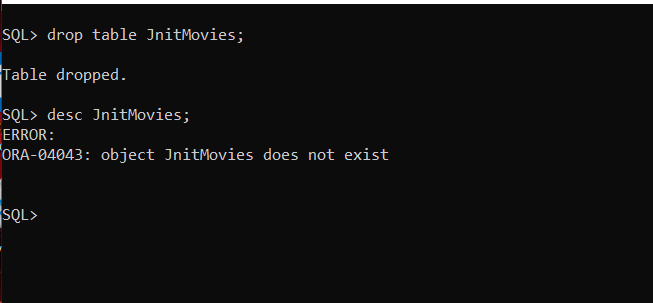 SQL> drop table JnitMovies;
Table dropped.
SQL> desc JnitMovies;
ERROR:
ORA-04043: object JnitMovies does not exist
SQL>